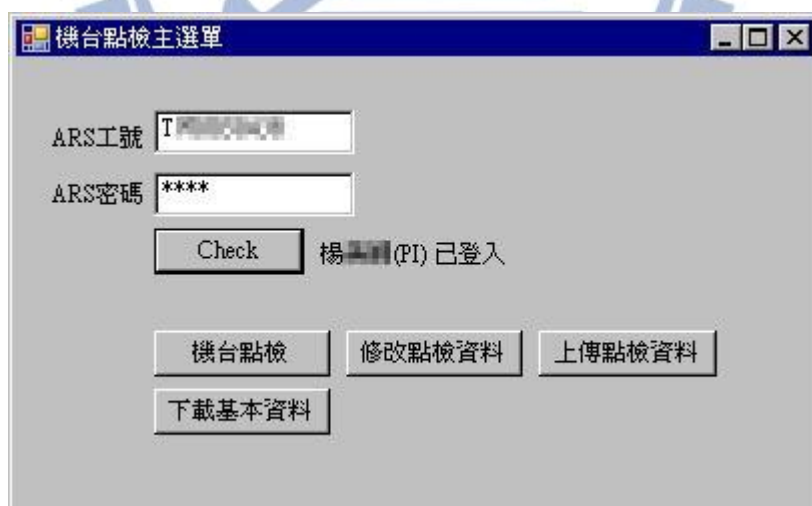 機台點檢主選單
ARS工號 T
ARS密碼 ****
Check 楊 (PI) 已登入
機台點檢 修改點檢資料 上傳點檢資料
下載基本資料